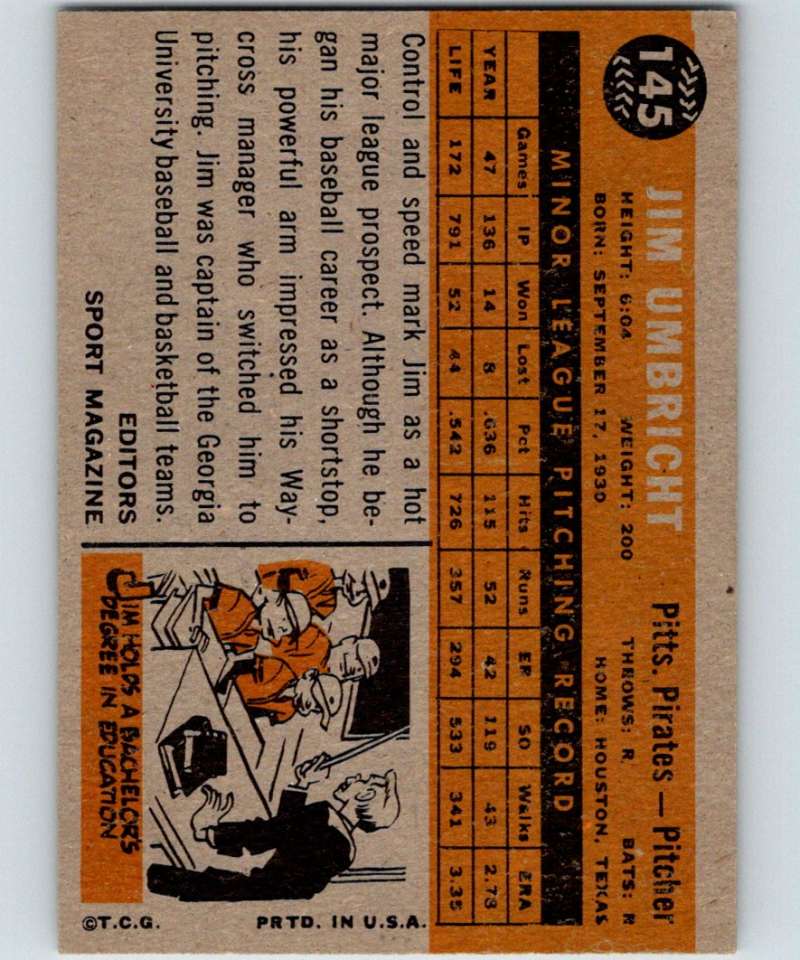 145
JIM UMBRICHT Pitts. Pirates — Pitcher
HEIGHT: 6:04 WEIGHT: 200 THROWS: R BATS: R
BORN: SEPTEMBER 17, 1930 HOME: HOUSTON, TEXAS
MINOR LEAGUE PITCHING RECORD
Games IP Won Lost Pct Hits Runs ER SO Walks ERA
YEAR 47 136 14 8 .636 115 52 42 119 43 2.78
LIFE 172 791 52 44 .542 726 357 294 533 341 3.35
Control and speed mark Jim as a hot
major league prospect. Although he be-
gan his baseball career as a shortstop,
his powerful arm impressed his Way-
cross manager who switched him to
pitching. Jim was captain of the Georgia
University baseball and basketball teams.
EDITORS
SPORT MAGAZINE
JIM HOLDS A BACHELOR'S
DEGREE IN EDUCATION
©T.C.G. PRTD. IN U.S.A.